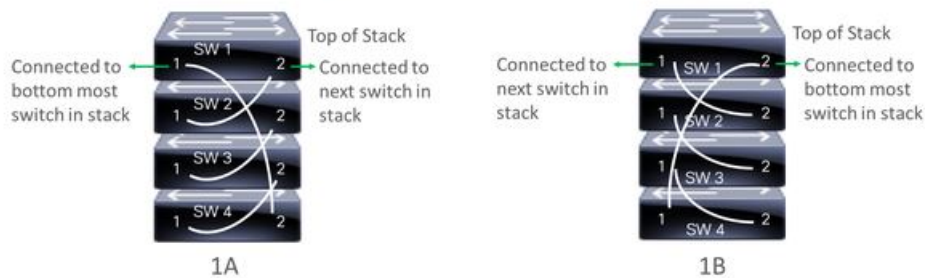 SW 1
1
2
Top of Stack
Connected to
bottom most
switch in stack
Connected to
next switch in
stack
SW 2
1
2
SW 3
1
2
SW 4
1
2
1A
Top of Stack
1
SW 1
2
Connected to
next switch in
stack
Connected to
bottom most
switch in stack
1
SW 2
2
1
SW 3
2
1
2
SW 4
1B